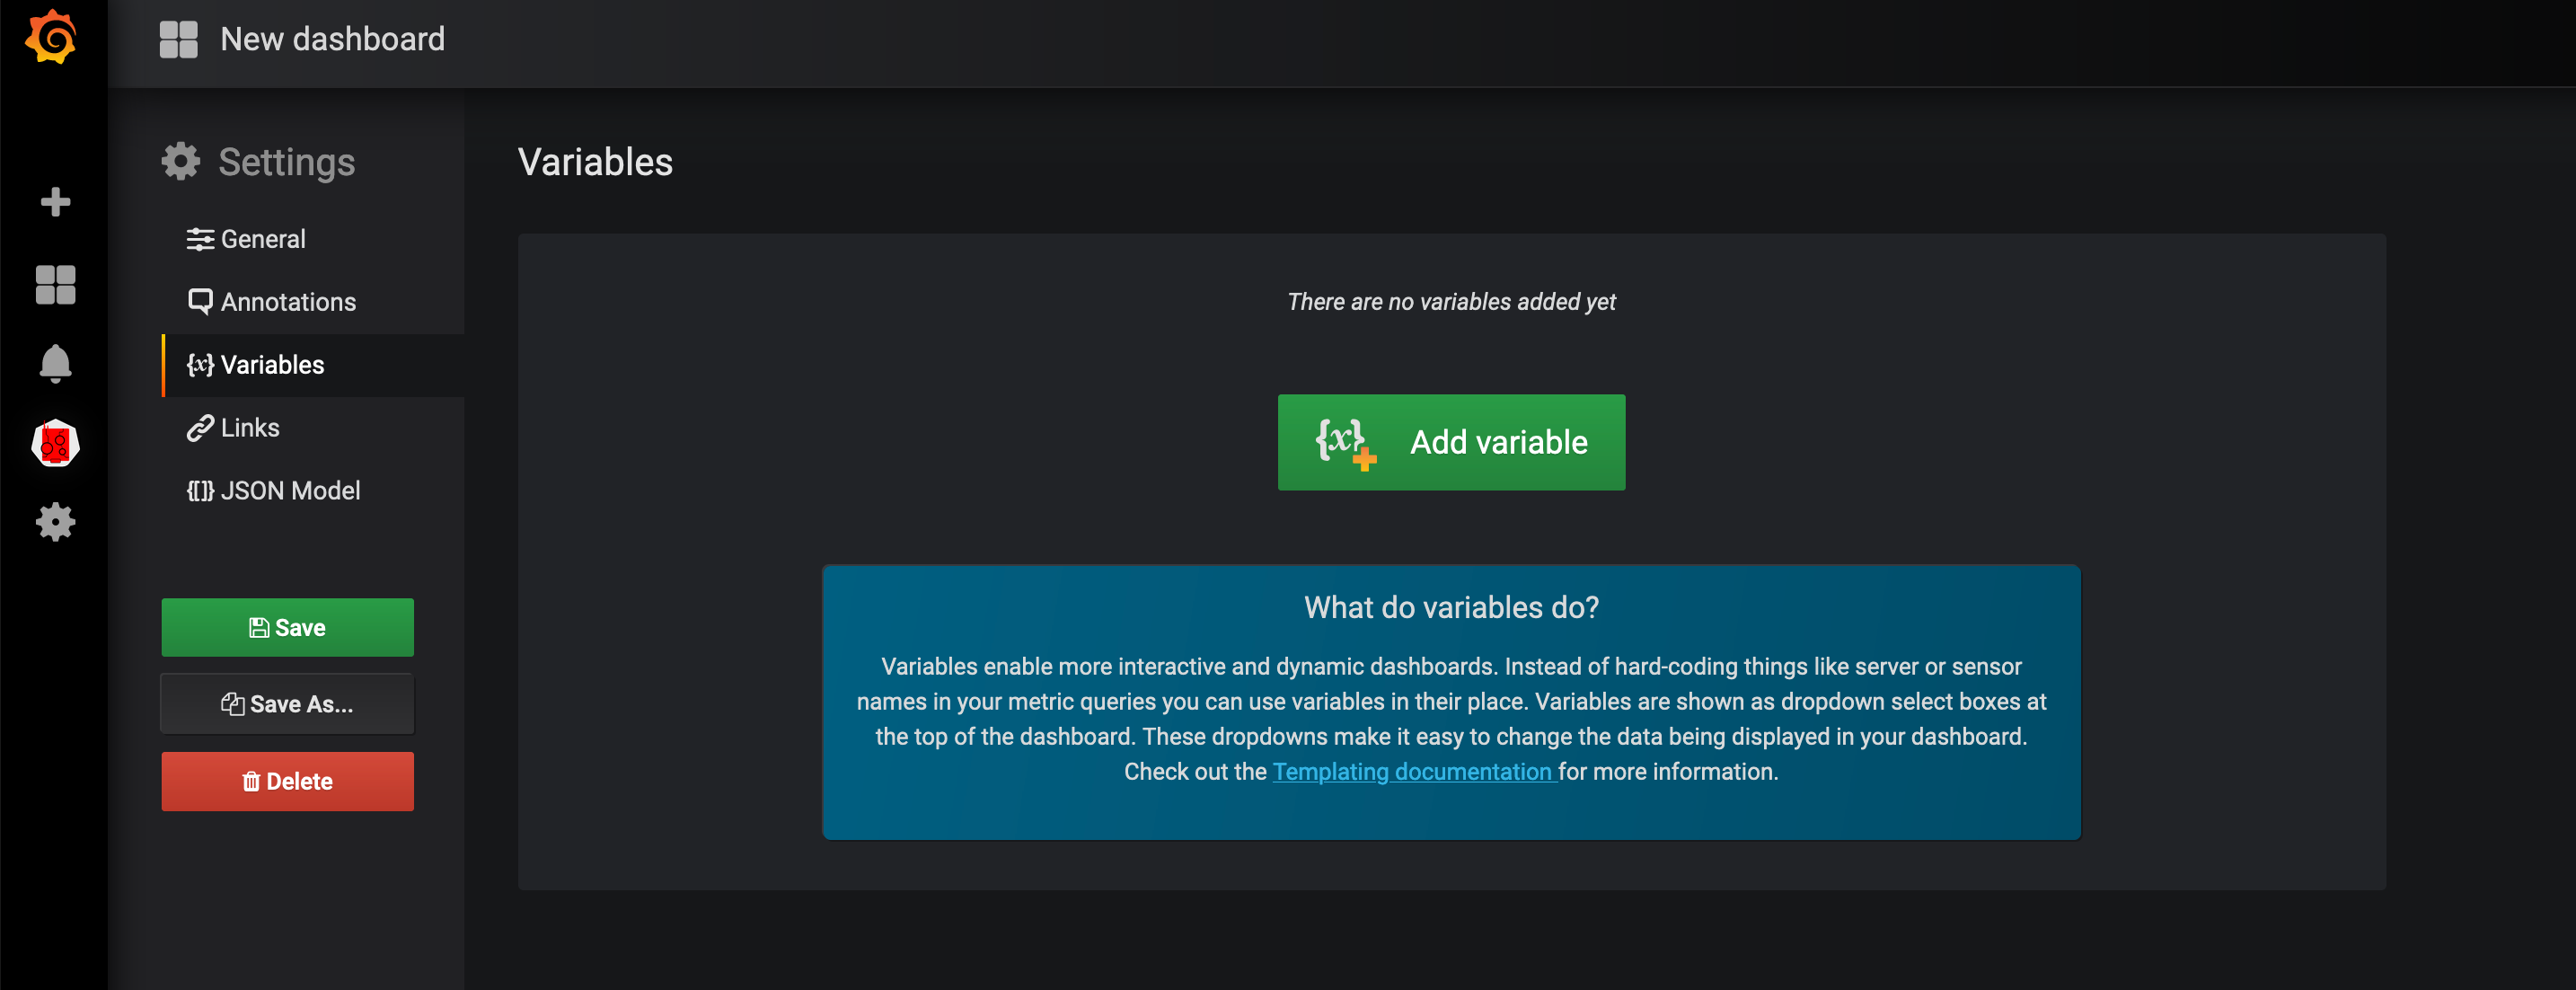 New dashboard
Settings
General
Annotations
{x} Variables
Links
{[]} JSON Model
Save
Save As...
Delete
Variables
There are no variables added yet
{x} Add variable
What do variables do?
Variables enable more interactive and dynamic dashboards. Instead of hard-coding things like server or sensor
names in your metric queries you can use variables in their place. Variables are shown as dropdown select boxes at
the top of the dashboard. These dropdowns make it easy to change the data being displayed in your dashboard.
Check out the Templating documentation for more information.